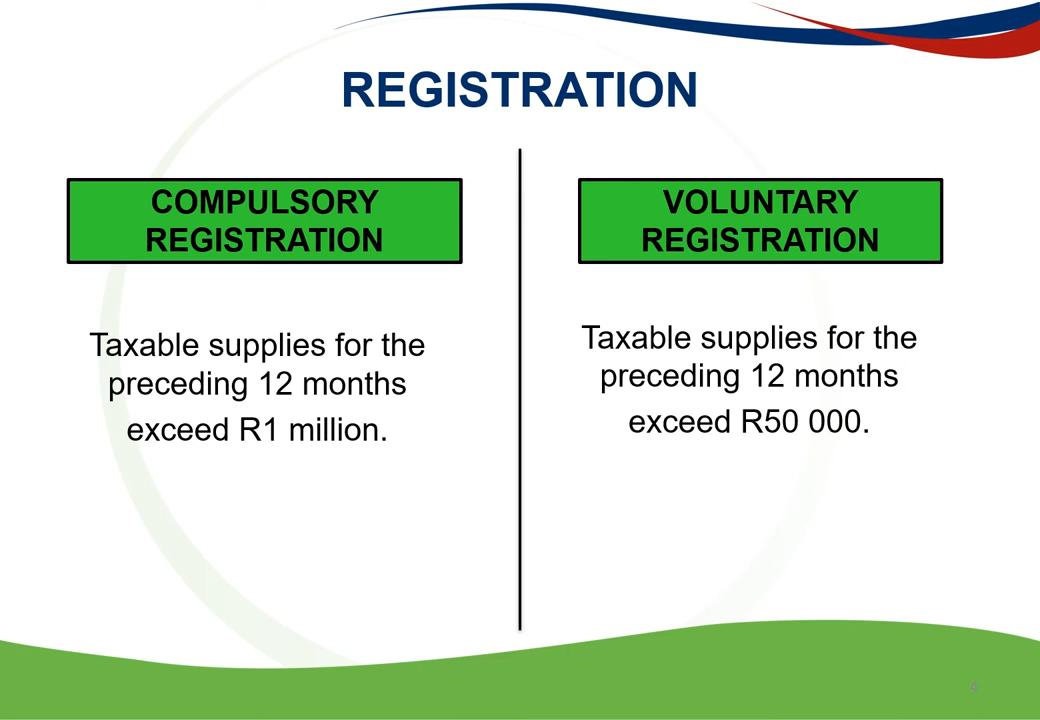 REGISTRATION
COMPULSORY
REGISTRATION
Taxable supplies for the
preceding 12 months
exceed R1 million.
VOLUNTARY
REGISTRATION
Taxable supplies for the
preceding 12 months
exceed R50 000.